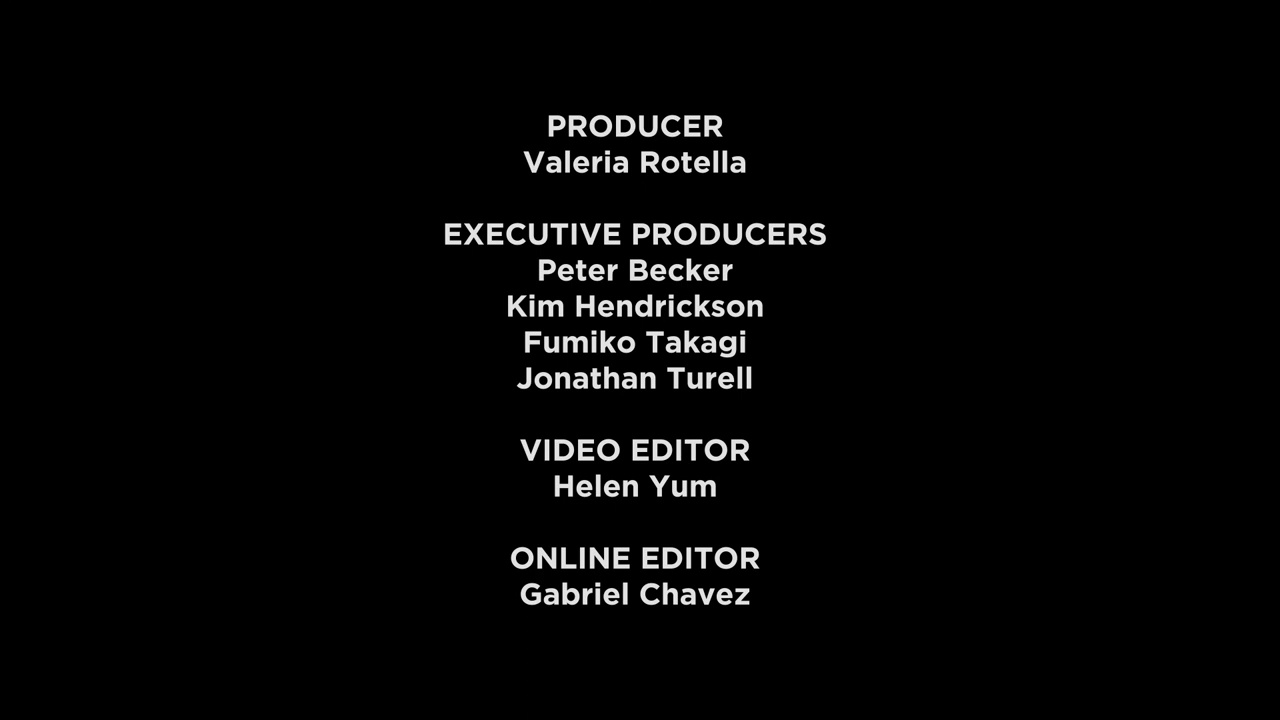 PRODUCER
Valeria Rotella
EXECUTIVE PRODUCERS
Peter Becker
Kim Hendrickson
Fumiko Takagi
Jonathan Turell
VIDEO EDITOR
Helen Yum
ONLINE EDITOR
Gabriel Chavez